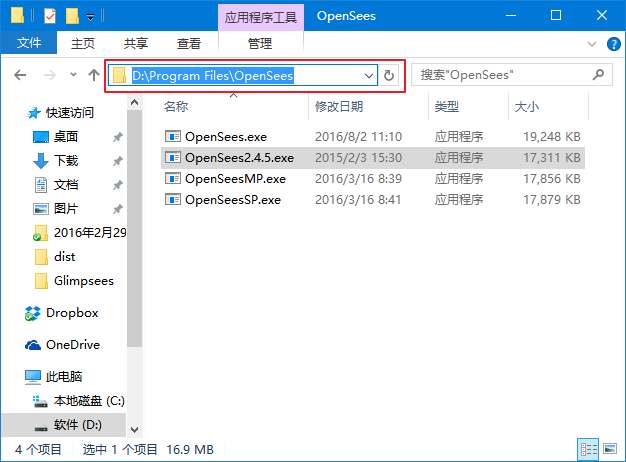 应用程序工具 OpenSees
文件 主页 共享 查看 管理
D:\Program Files\OpenSees 搜索"OpenSees"
名称 修改日期 类型 大小
快速访问
桌面
下载
文档
图片
2016年2月29
dist
Glimpsees
Dropbox
OneDrive
此电脑
本地磁盘 (C:)
软件 (D:)
OpenSees.exe 2016/8/2 11:10 应用程序 19,248 KB
OpenSees2.4.5.exe 2015/2/3 15:30 应用程序 17,311 KB
OpenSeesMP.exe 2016/3/16 8:39 应用程序 17,856 KB
OpenSeesSP.exe 2016/3/16 8:41 应用程序 17,879 KB
4 个项目 选中 1 个项目 16.9 MB